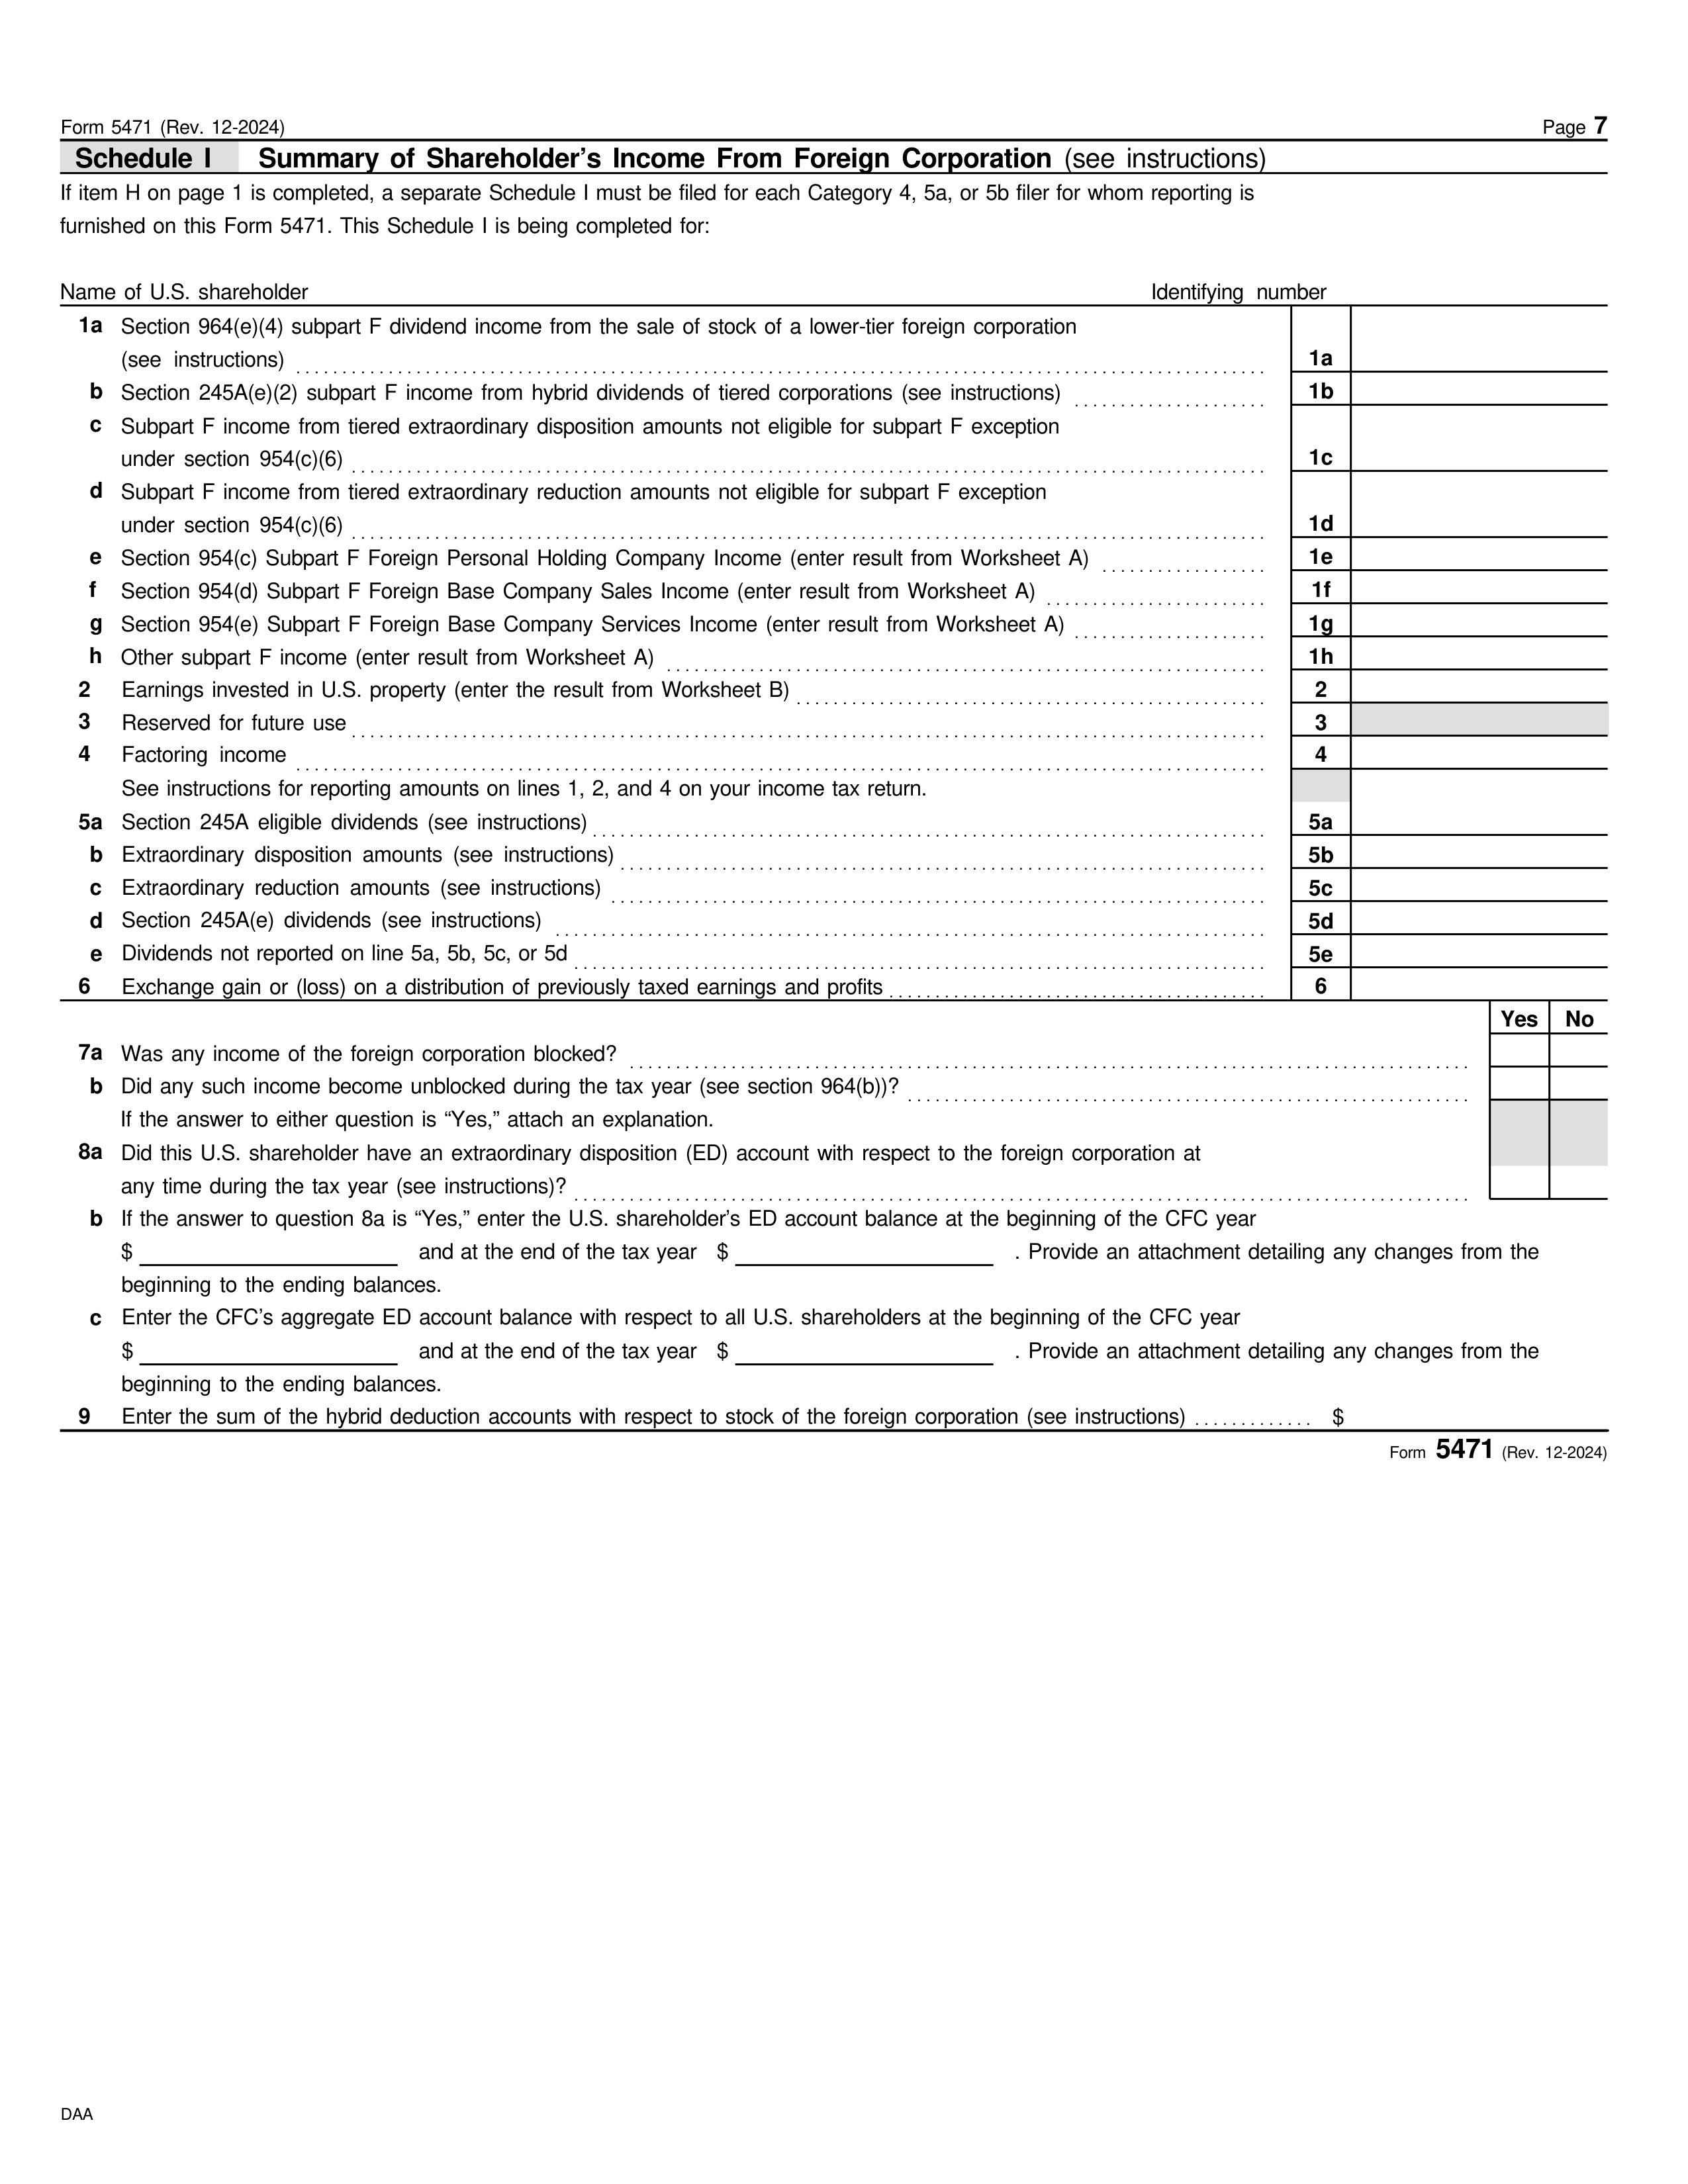 Form 5471 (Rev. 12-2024) Page 7
Schedule I Summary of Shareholder’s Income From Foreign Corporation (see instructions)
If item H on page 1 is completed, a separate Schedule I must be filed for each Category 4, 5a, or 5b filer for whom reporting is
furnished on this Form 5471. This Schedule I is being completed for:
Name of U.S. shareholder Identifying number
1a Section 964(e)(4) subpart F dividend income from the sale of stock of a lower-tier foreign corporation
(see instructions) 1a
b Section 245A(e)(2) subpart F income from hybrid dividends of tiered corporations (see instructions) 1b
c Subpart F income from tiered extraordinary disposition amounts not eligible for subpart F exception
under section 954(c)(6) 1c
d Subpart F income from tiered extraordinary reduction amounts not eligible for subpart F exception
under section 954(c)(6) 1d
e Section 954(c) Subpart F Foreign Personal Holding Company Income (enter result from Worksheet A) 1e
f Section 954(d) Subpart F Foreign Base Company Sales Income (enter result from Worksheet A) 1f
g Section 954(e) Subpart F Foreign Base Company Services Income (enter result from Worksheet A) 1g
h Other subpart F income (enter result from Worksheet A) 1h
2 Earnings invested in U.S. property (enter the result from Worksheet B) 2
3 Reserved for future use 3
4 Factoring income 4
See instructions for reporting amounts on lines 1, 2, and 4 on your income tax return.
5a Section 245A eligible dividends (see instructions) 5a
b Extraordinary disposition amounts (see instructions) 5b
c Extraordinary reduction amounts (see instructions) 5c
d Section 245A(e) dividends (see instructions) 5d
e Dividends not reported on line 5a, 5b, 5c, or 5d 5e
6 Exchange gain or (loss) on a distribution of previously taxed earnings and profits 6
Yes No
7a Was any income of the foreign corporation blocked?
b Did any such income become unblocked during the tax year (see section 964(b))?
If the answer to either question is “Yes,” attach an explanation.
8a Did this U.S. shareholder have an extraordinary disposition (ED) account with respect to the foreign corporation at
any time during the tax year (see instructions)?
b If the answer to question 8a is “Yes,” enter the U.S. shareholder’s ED account balance at the beginning of the CFC year
$ and at the end of the tax year $ . Provide an attachment detailing any changes from the
beginning to the ending balances.
c Enter the CFC’s aggregate ED account balance with respect to all U.S. shareholders at the beginning of the CFC year
$ and at the end of the tax year $ . Provide an attachment detailing any changes from the
beginning to the ending balances.
9 Enter the sum of the hybrid deduction accounts with respect to stock of the foreign corporation (see instructions) $
Form 5471 (Rev. 12-2024)
DAA